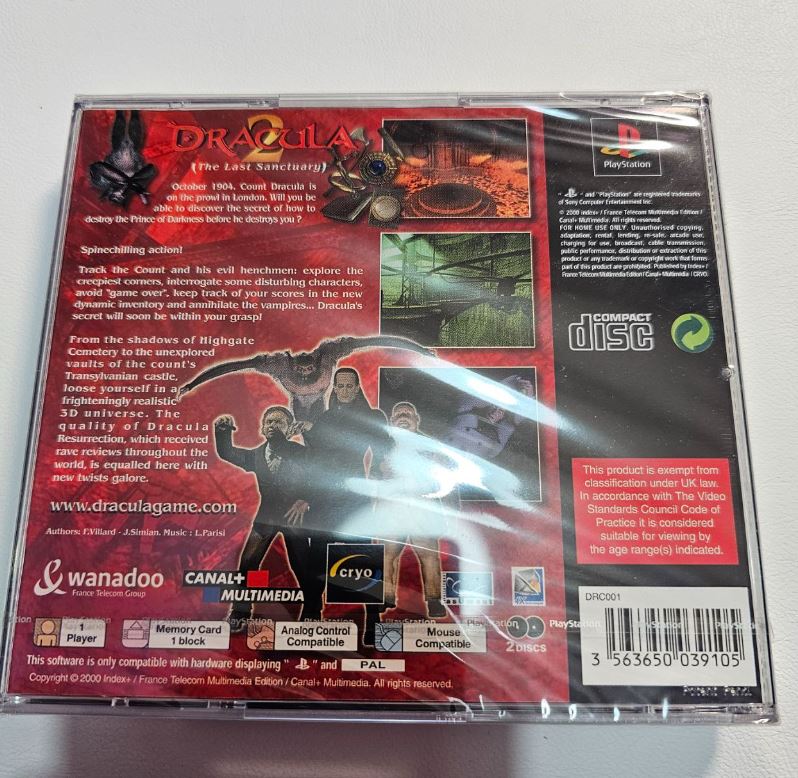 DRACULA
2
(The Last Sanctuary)
October 1904. Count Dracula is
on the prowl in London. Will you be
able to discover the secret of how to
destroy the Prince of Darkness before he destroys you ?
Spinechilling action!
Track the Count and his evil henchmen: explore the
creepiest corners, interrogate some disturbing characters,
avoid "game over", keep track of your scores in the new
dynamic inventory and annihilate the vampires... Dracula's
secret will soon be within your grasp!
From the shadows of Highgate
Cemetery to the unexplored
vaults of the count's
Transylvanian castle,
loose yourself in a
frighteningly realistic
3D universe. The
quality of Dracula
Resurrection, which received
rave reviews throughout the
world, is equalled here with
new twists galore.
www.draculagame.com
Authors: F.Villard - J.Simian. Music : L.Parisi
wanadoo
France Telecom Group
CANAL+
MULTIMEDIA
cryo
1
Player
Memory Card
1 block
Analog Control
Compatible
Mouse
Compatible
2 DISCS
This software is only compatible with hardware displaying " " and PAL
Copyright © 2000 Index+ / France Telecom Multimedia Edition / Canal+ Multimedia. All rights reserved.
PlayStation
" " and "PlayStation" are registered trademarks
of Sony Computer Entertainment Inc.
© 2000 Index+ / France Telecom Multimedia Edition /
Canal+ Multimedia. All rights reserved.
FOR HOME USE ONLY. Unauthorised copying,
adaptation, rental, lending, re-sale, arcade use,
charging for use, broadcast, cable transmission,
public performance, distribution or extraction of this
product or any trademark or copyright work that forms
part of this product are prohibited. Published by Index+ /
France Telecom Multimedia Edition / CRYO.
COMPACT
disc
This product is exempt from
classification under UK law.
In accordance with The Video
Standards Council Code of
Practice it is considered
suitable for viewing by
the age range(s) indicated.
DRC001
3 563650 039105
PlayStation